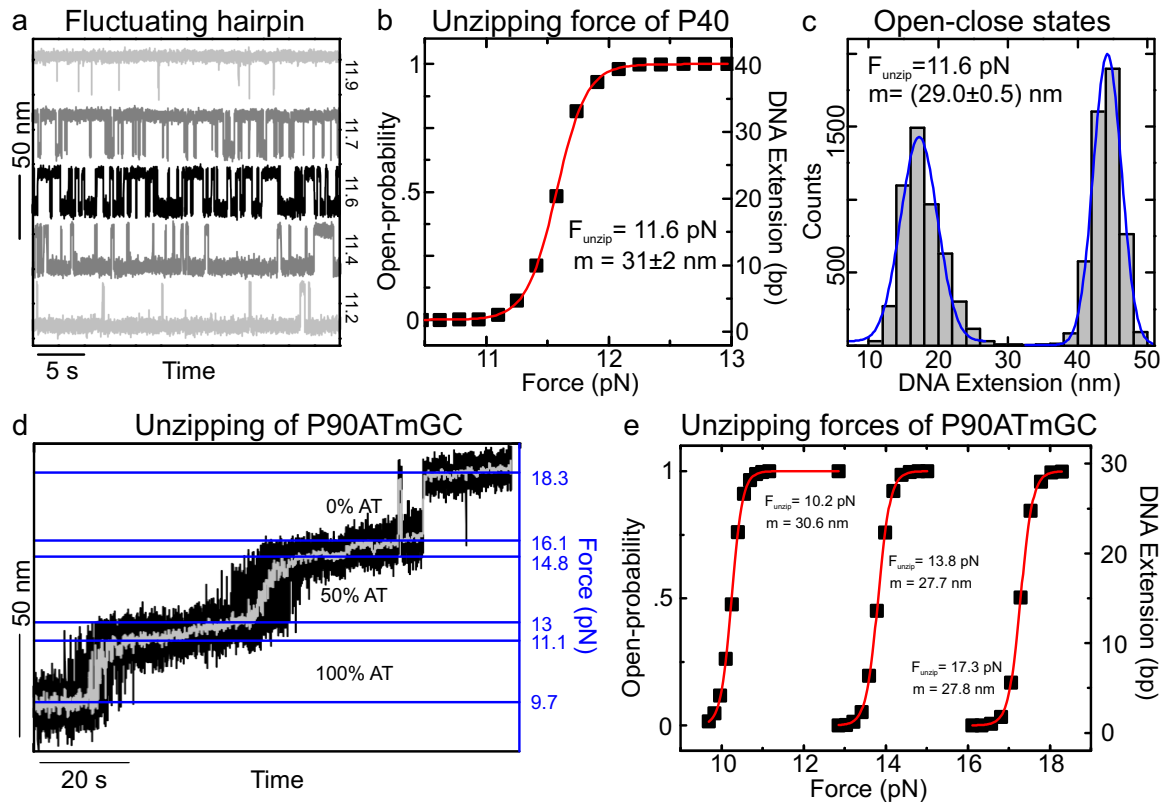 a Fluctuating hairpin
50 nm
11.9
11.7
11.6
11.4
11.2
5 s Time
b Unzipping force of P40
Open-probability
1
.5
0
F_unzip= 11.6 pN
m = 31±2 nm
40
30
20
10
0
DNA Extension (bp)
11 12 13
Force (pN)
c Open-close states
F_unzip=11.6 pN
m= (29.0±0.5) nm
Counts
1500
500
10 20 30 40 50
DNA Extension (nm)
d Unzipping of P90ATmGC
50 nm
0% AT
50% AT
100% AT
18.3
16.1
14.8
13
11.1
9.7
Force (pN)
20 s Time
e Unzipping forces of P90ATmGC
Open-probability
1
.5
0
F_unzip= 10.2 pN
m = 30.6 nm
F_unzip= 13.8 pN
m = 27.7 nm
F_unzip= 17.3 pN
m = 27.8 nm
30
20
10
0
DNA Extension (bp)
10 12 14 16 18
Force (pN)